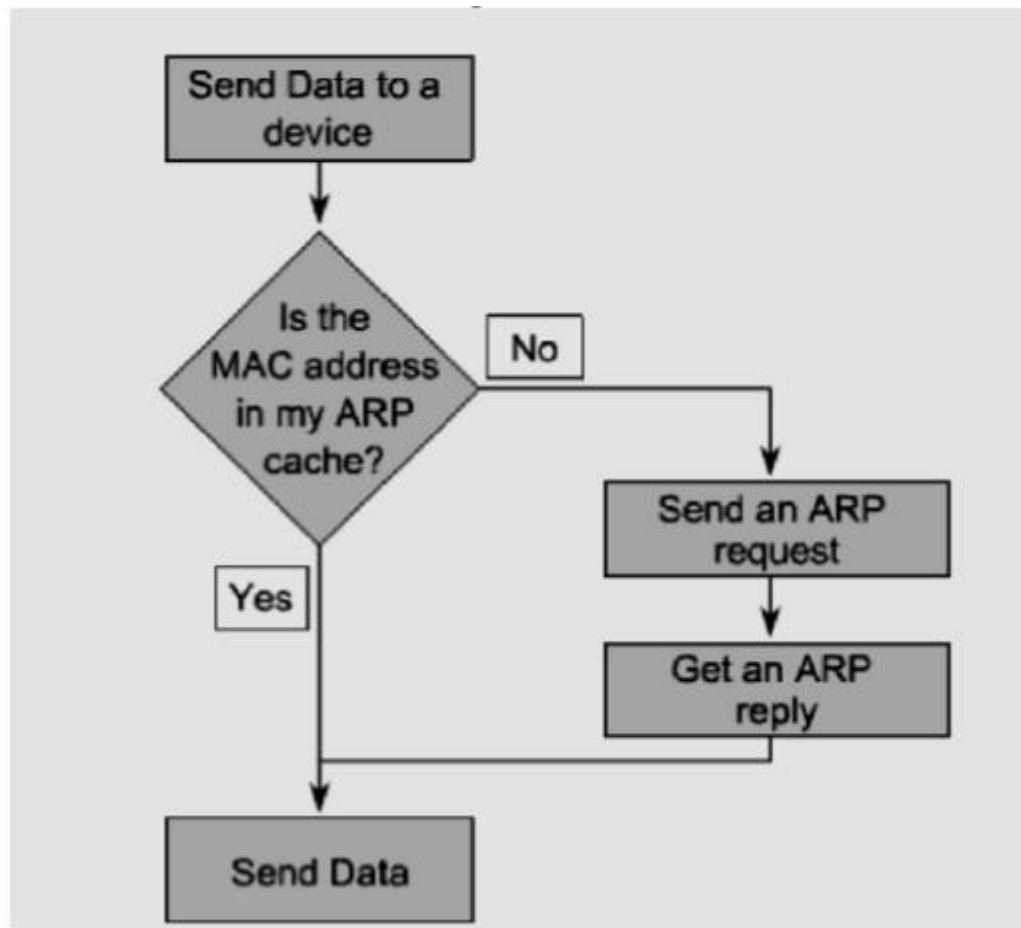 Send Data to a
device
Is the
MAC address
in my ARP
cache?
No
Send an ARP
request
Yes
Get an ARP
reply
Send Data